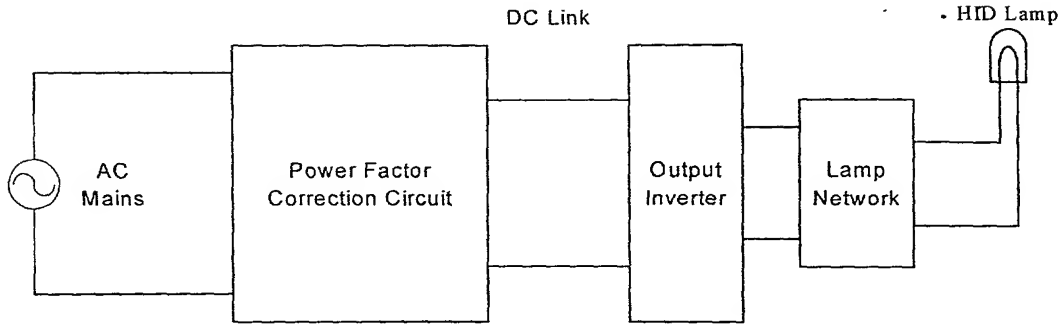 DC Link
HID Lamp
AC
Mains
Power Factor
Correction Circuit
Output
Inverter
Lamp
Network